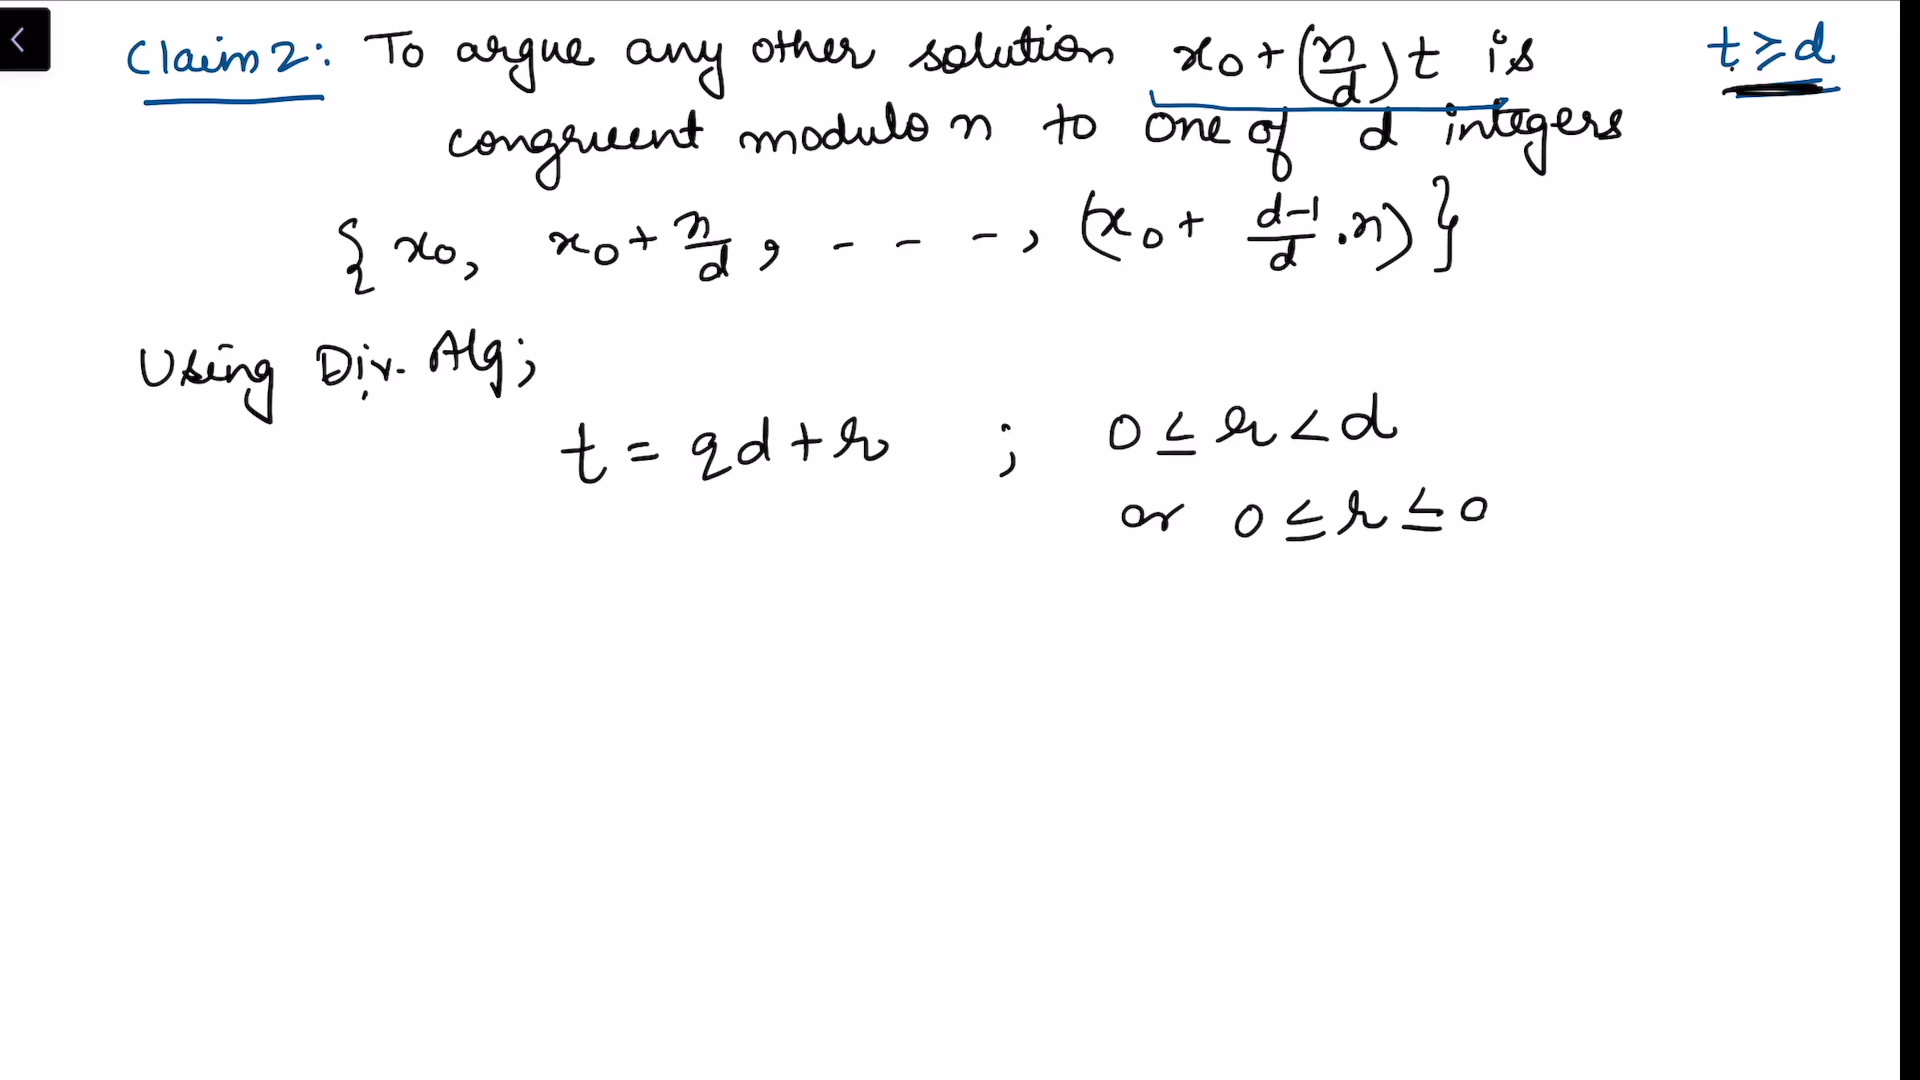 Claim 2: To argue any other solution x₀ + (n/d) t is t ≥ d
congruent modulo n to one of d integers
{ x₀, x₀ + n/d, - - - , (x₀ + d-1/d . n) }
Using Div. Alg;
t = qd + r ; 0 ≤ r < d
or 0 ≤ r ≤ 0